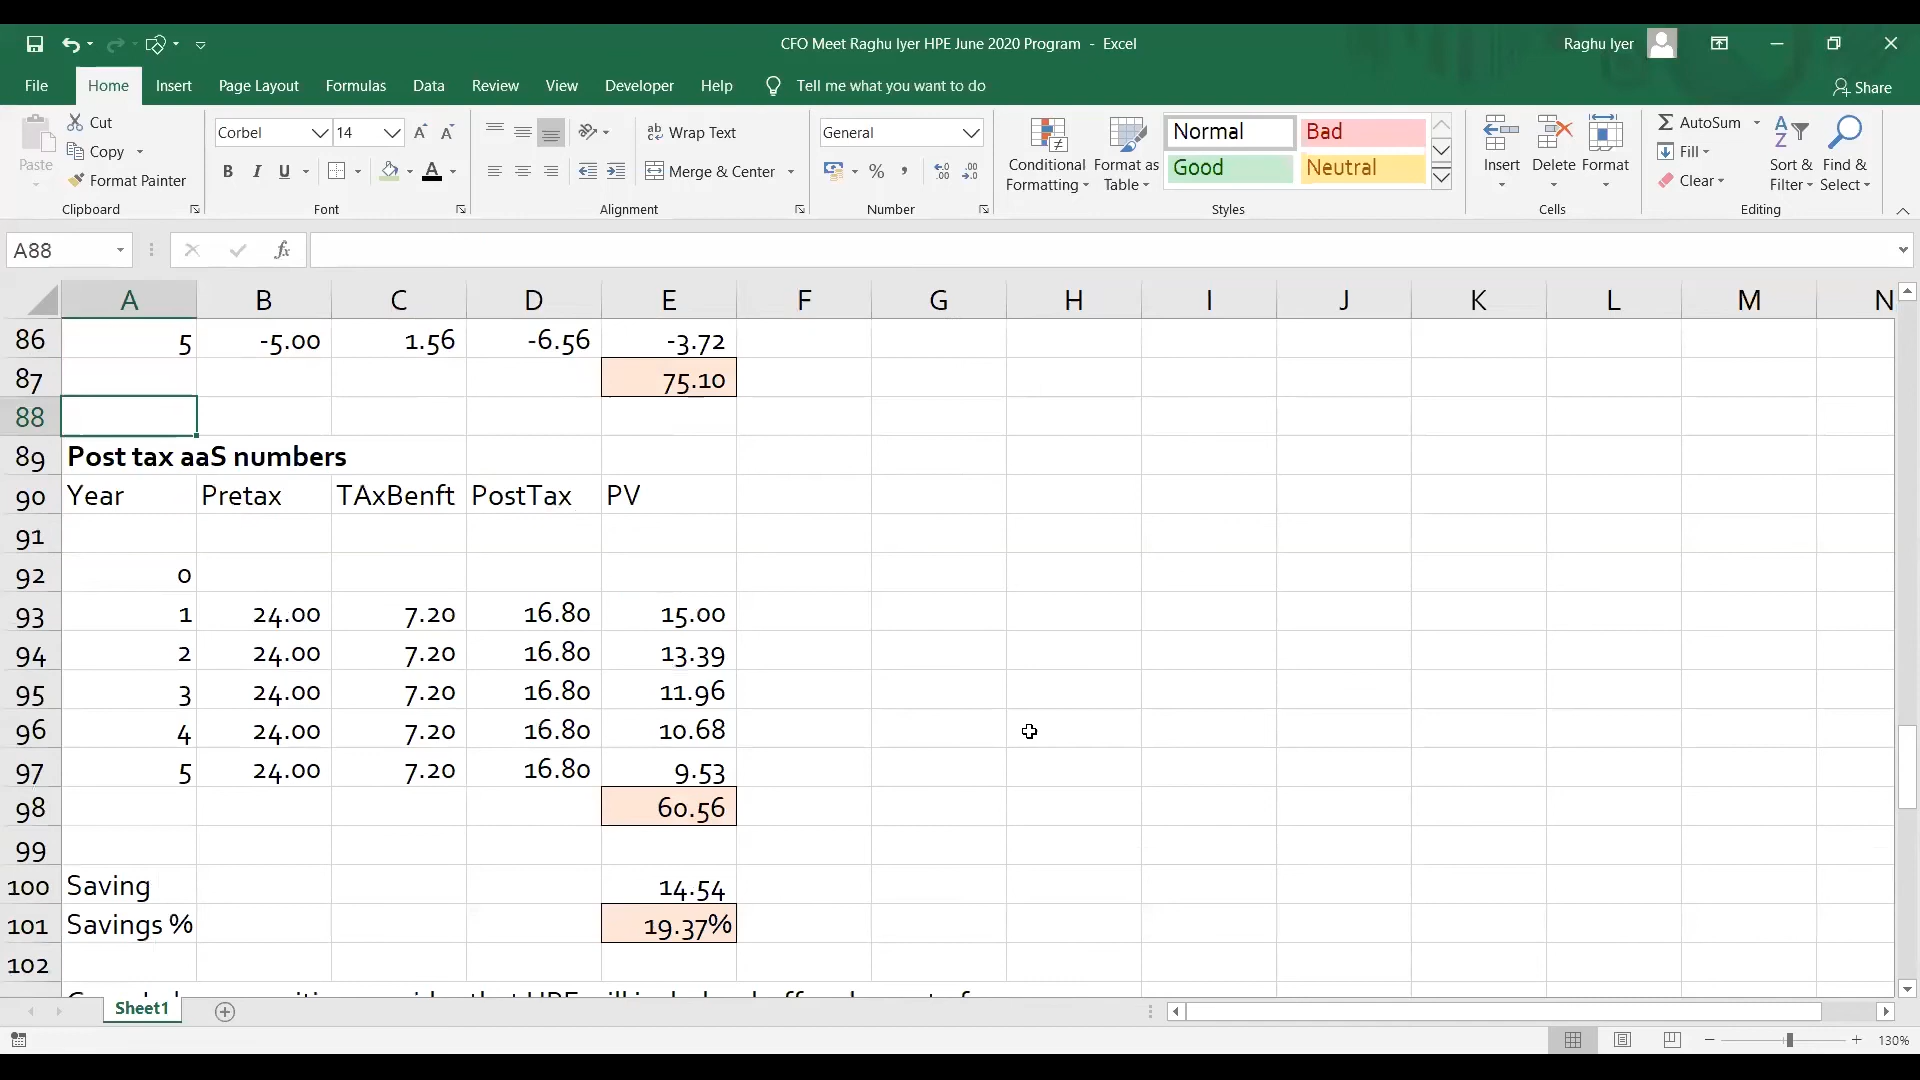 CFO Meet Raghu Iyer HPE June 2020 Program - Excel
Raghu Iyer
File Home Insert Page Layout Formulas Data Review View Developer Help Tell me what you want to do
Share
Paste
Cut
Copy
Format Painter
Clipboard
Corbel 14
B I U
Font
Wrap Text
Merge & Center
Alignment
General
Number
Conditional Formatting
Format as Table
Normal Bad
Good Neutral
Styles
Insert Delete Format
Cells
AutoSum
Fill
Clear
Sort & Filter
Find & Select
Editing
A88
fx
A B C D E F G H I J K L M N
86 5 -5.00 1.56 -6.56 -3.72
87 75.10
88
89 Post tax aaS numbers
90 Year Pretax TAxBenft PostTax PV
91
92 0
93 1 24.00 7.20 16.80 15.00
94 2 24.00 7.20 16.80 13.39
95 3 24.00 7.20 16.80 11.96
96 4 24.00 7.20 16.80 10.68
97 5 24.00 7.20 16.80 9.53
98 60.56
99
100 Saving 14.54
101 Savings % 19.37%
102
Sheet1
130%